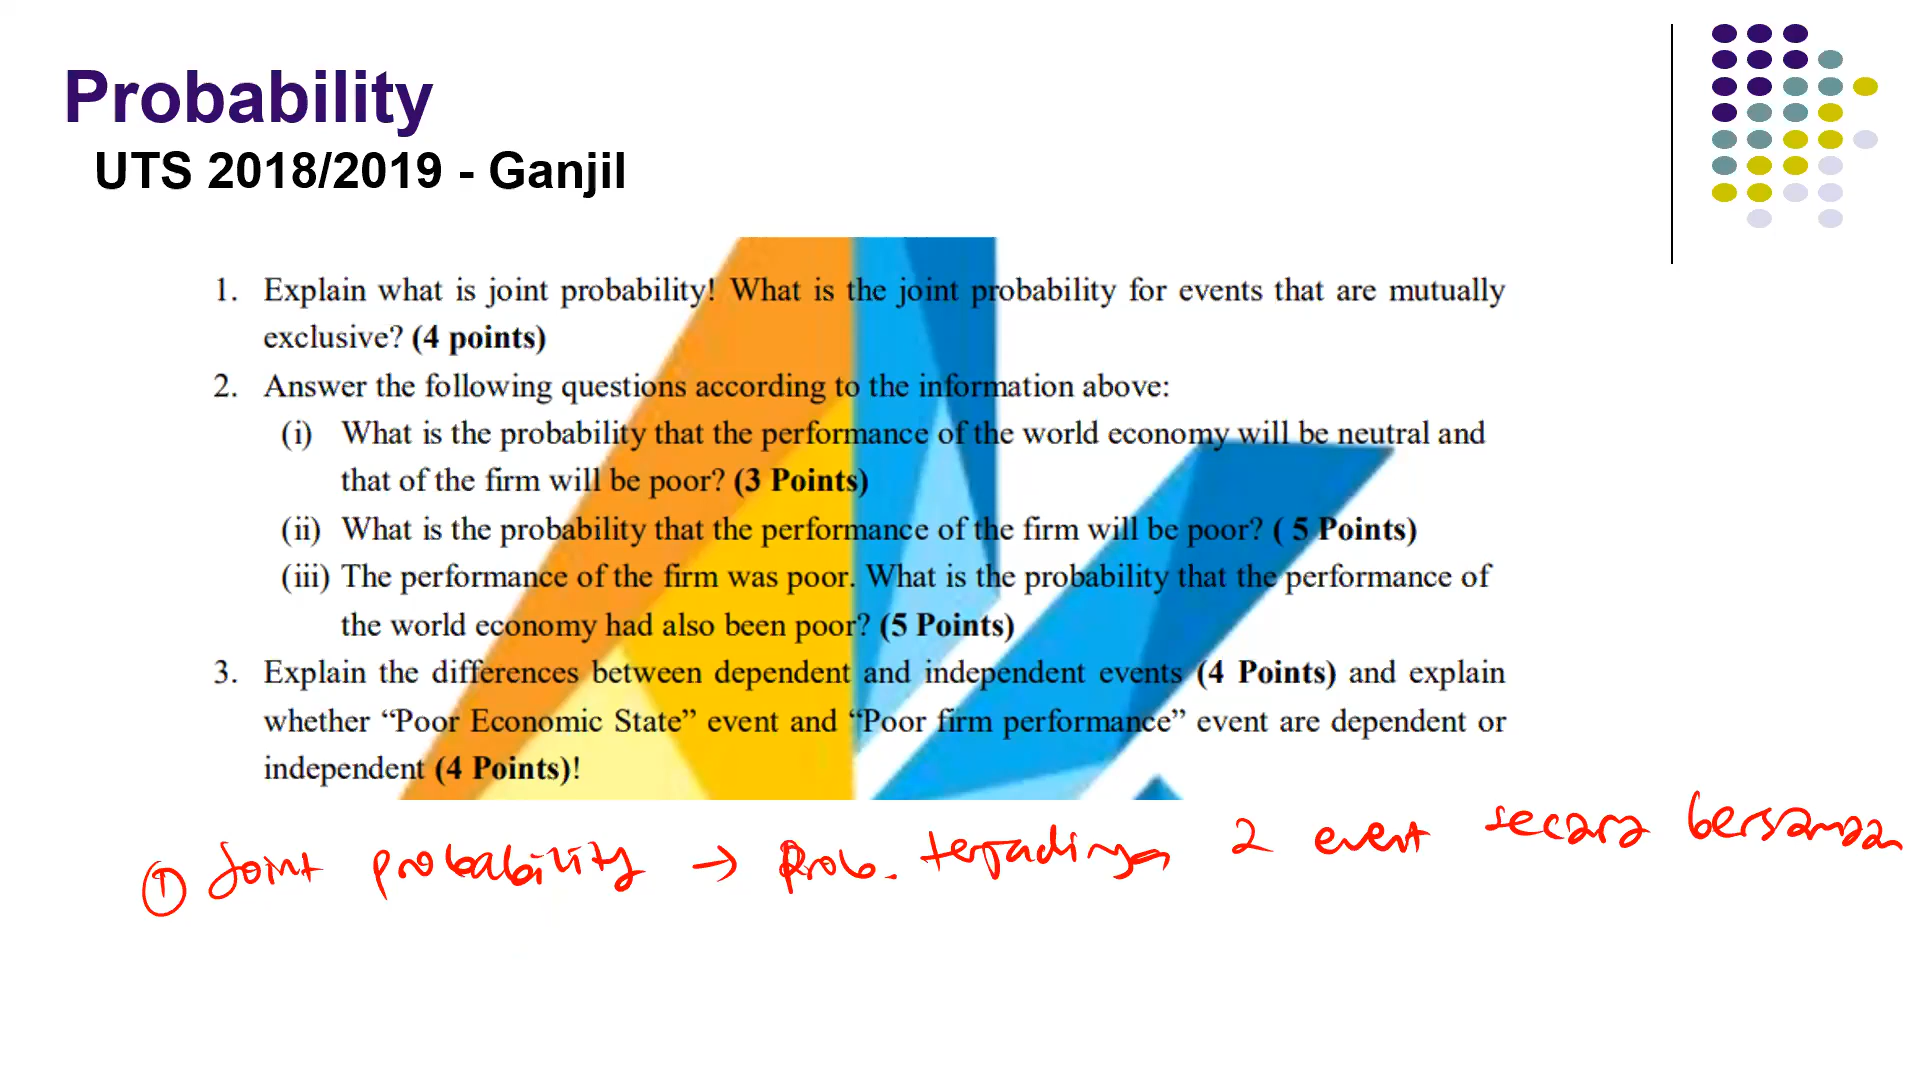 Probability
UTS 2018/2019 - Ganjil
1. Explain what is joint probability! What is the joint probability for events that are mutually
exclusive? (4 points)
2. Answer the following questions according to the information above:
(i) What is the probability that the performance of the world economy will be neutral and
that of the firm will be poor? (3 Points)
(ii) What is the probability that the performance of the firm will be poor? ( 5 Points)
(iii) The performance of the firm was poor. What is the probability that the performance of
the world economy had also been poor? (5 Points)
3. Explain the differences between dependent and independent events (4 Points) and explain
whether “Poor Economic State” event and “Poor firm performance” event are dependent or
independent (4 Points)!
① Joint probability → Prob. terjadinya 2 event secara bersamaan